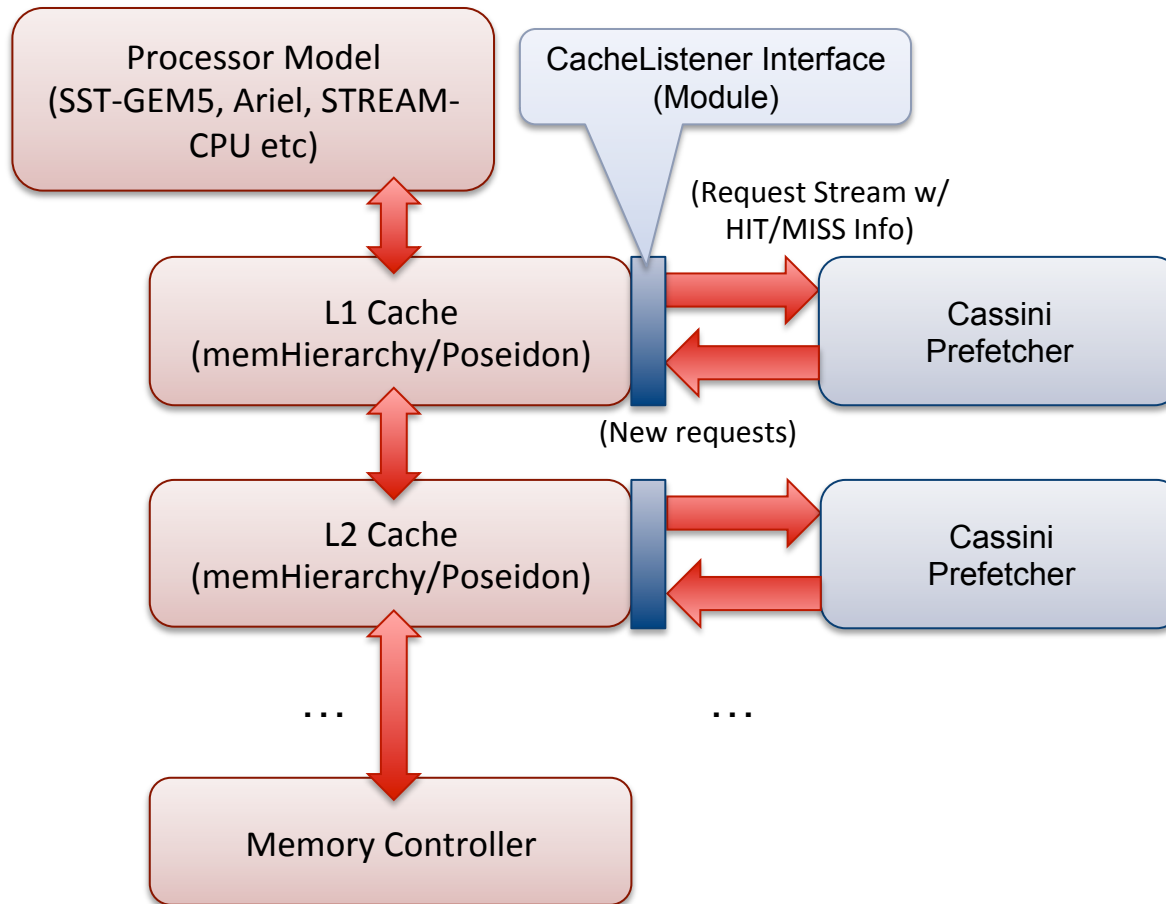 Processor Model
(SST-GEM5, Ariel, STREAM-
CPU etc)
CacheListener Interface
(Module)
(Request Stream w/
HIT/MISS Info)
L1 Cache
(memHierarchy/Poseidon)
Cassini
Prefetcher
(New requests)
L2 Cache
(memHierarchy/Poseidon)
Cassini
Prefetcher
...
...
Memory Controller